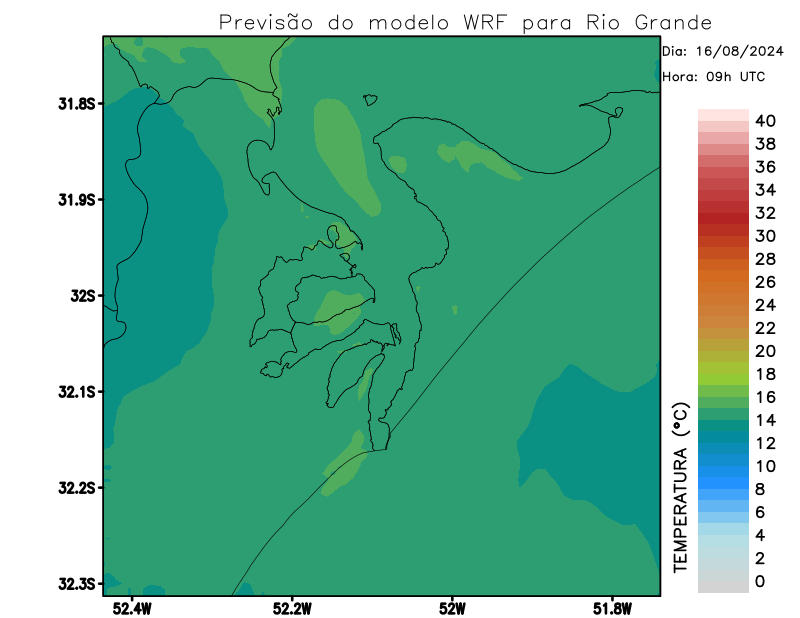 Previsão do modelo WRF para Rio Grande
Dia: 16/08/2024
Hora: 09h UTC
31.8S
31.9S
32S
32.1S
32.2S
32.3S
52.4W
52.2W
52W
51.8W
TEMPERATURA (°C)
40
38
36
34
32
30
28
26
24
22
20
18
16
14
12
10
8
6
4
2
0